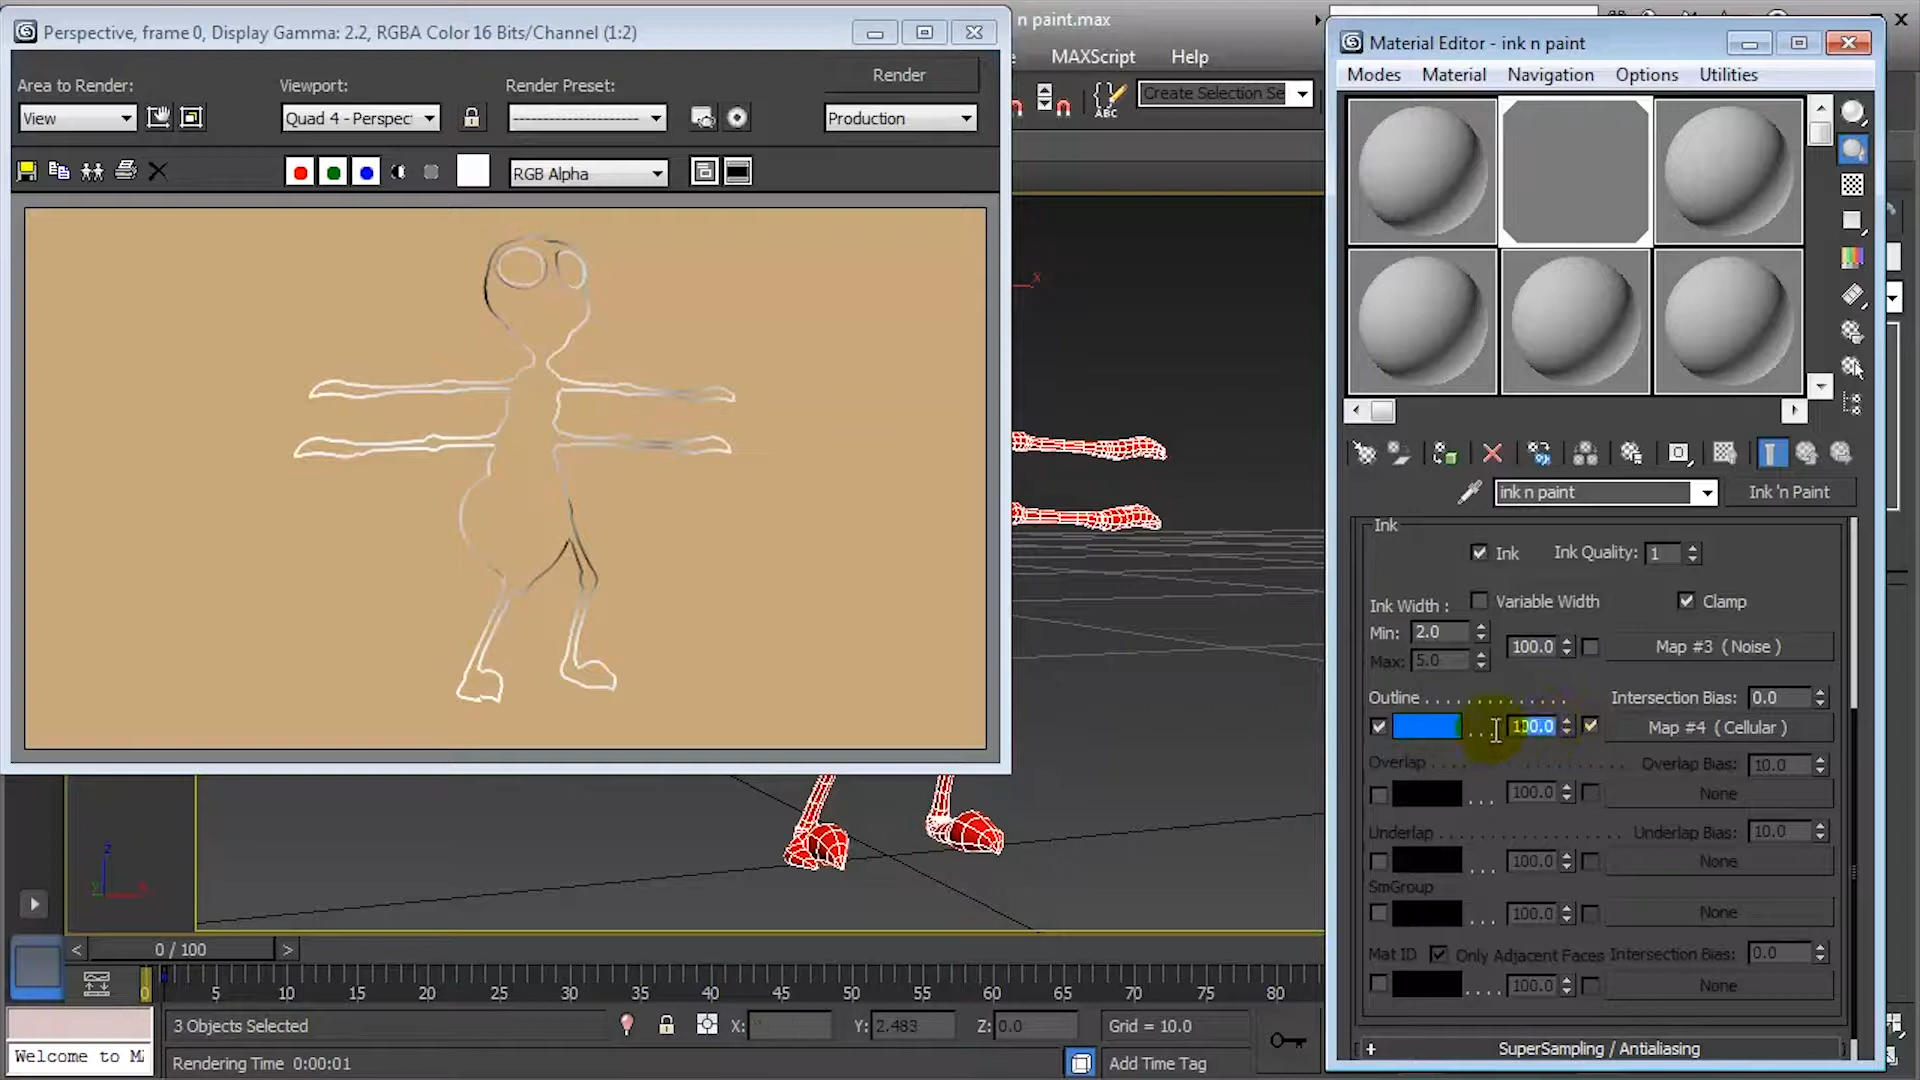 Perspective, frame 0, Display Gamma: 2.2, RGBA Color 16 Bits/Channel (1:2)
n paint.max
Area to Render:
Viewport:
Render Preset:
Render
View
Quad 4 - Perspec
Production
RGB Alpha
MAXScript
Help
ABC
Create Selection Se
x
Material Editor - ink n paint
Modes
Material
Navigation
Options
Utilities
ink n paint
Ink 'n Paint
Ink
Ink
Ink Quality: 1
Ink Width :
Variable Width
Clamp
Min: 2.0
100.0
Map #3 ( Noise )
Max: 5.0
Outline . . . . . . . . . . . . . .
Intersection Bias: 0.0
. . . 100.0
Map #4 ( Cellular )
Overlap . . . . . . . . . . . . . . . . . . .
Overlap Bias: 10.0
. . . 100.0
None
Underlap . . . . . . . . . . . . . . . . . .
Underlap Bias: 10.0
. . . 100.0
None
SmGroup
. . . 100.0
None
Mat ID
Only Adjacent Faces
Intersection Bias: 0.0
. . . . 100.0
None
+ SuperSampling / Antialiasing
z
y
x
< 0 / 100 >
0 5 10 15 20 25 30 35 40 45 50 55 60 65 70 75 80
3 Objects Selected
X:
Y: 2.483
Z: 0.0
Grid = 10.0
Welcome to M
Rendering Time 0:00:01
Add Time Tag